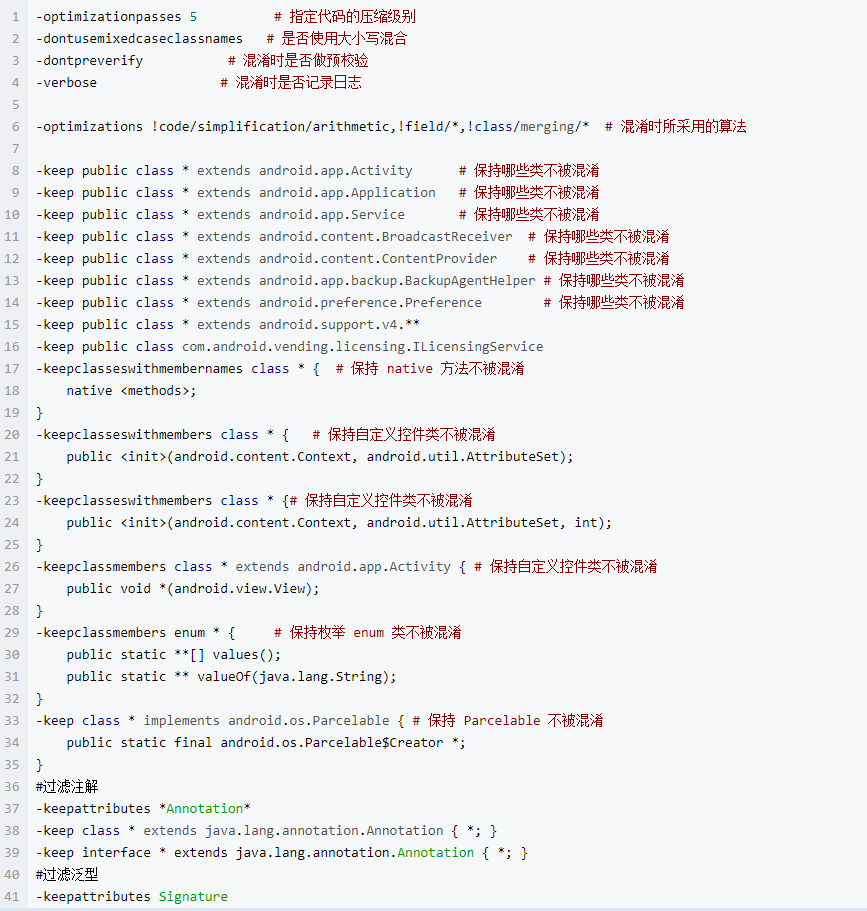 1 -optimizationpasses 5 # 指定代码的压缩级别
2 -dontusemixedcaseclassnames # 是否使用大小写混合
3 -dontpreverify # 混淆时是否做预校验
4 -verbose # 混淆时是否记录日志
5
6 -optimizations !code/simplification/arithmetic,!field/*,!class/merging/* # 混淆时所采用的算法
7
8 -keep public class * extends android.app.Activity # 保持哪些类不被混淆
9 -keep public class * extends android.app.Application # 保持哪些类不被混淆
10 -keep public class * extends android.app.Service # 保持哪些类不被混淆
11 -keep public class * extends android.content.BroadcastReceiver # 保持哪些类不被混淆
12 -keep public class * extends android.content.ContentProvider # 保持哪些类不被混淆
13 -keep public class * extends android.app.backup.BackupAgentHelper # 保持哪些类不被混淆
14 -keep public class * extends android.preference.Preference # 保持哪些类不被混淆
15 -keep public class * extends android.support.v4.**
16 -keep public class com.android.vending.licensing.ILicensingService
17 -keepclasseswithmembernames class * { # 保持 native 方法不被混淆
18 native <methods>;
19 }
20 -keepclasseswithmembers class * { # 保持自定义控件类不被混淆
21 public <init>(android.content.Context, android.util.AttributeSet);
22 }
23 -keepclasseswithmembers class * {# 保持自定义控件类不被混淆
24 public <init>(android.content.Context, android.util.AttributeSet, int);
25 }
26 -keepclassmembers class * extends android.app.Activity { # 保持自定义控件类不被混淆
27 public void *(android.view.View);
28 }
29 -keepclassmembers enum * { # 保持枚举 enum 类不被混淆
30 public static **[] values();
31 public static ** valueOf(java.lang.String);
32 }
33 -keep class * implements android.os.Parcelable { # 保持 Parcelable 不被混淆
34 public static final android.os.Parcelable$Creator *;
35 }
36 #过滤注解
37 -keepattributes *Annotation*
38 -keep class * extends java.lang.annotation.Annotation { *; }
39 -keep interface * extends java.lang.annotation.Annotation { *; }
40 #过滤泛型
41 -keepattributes Signature